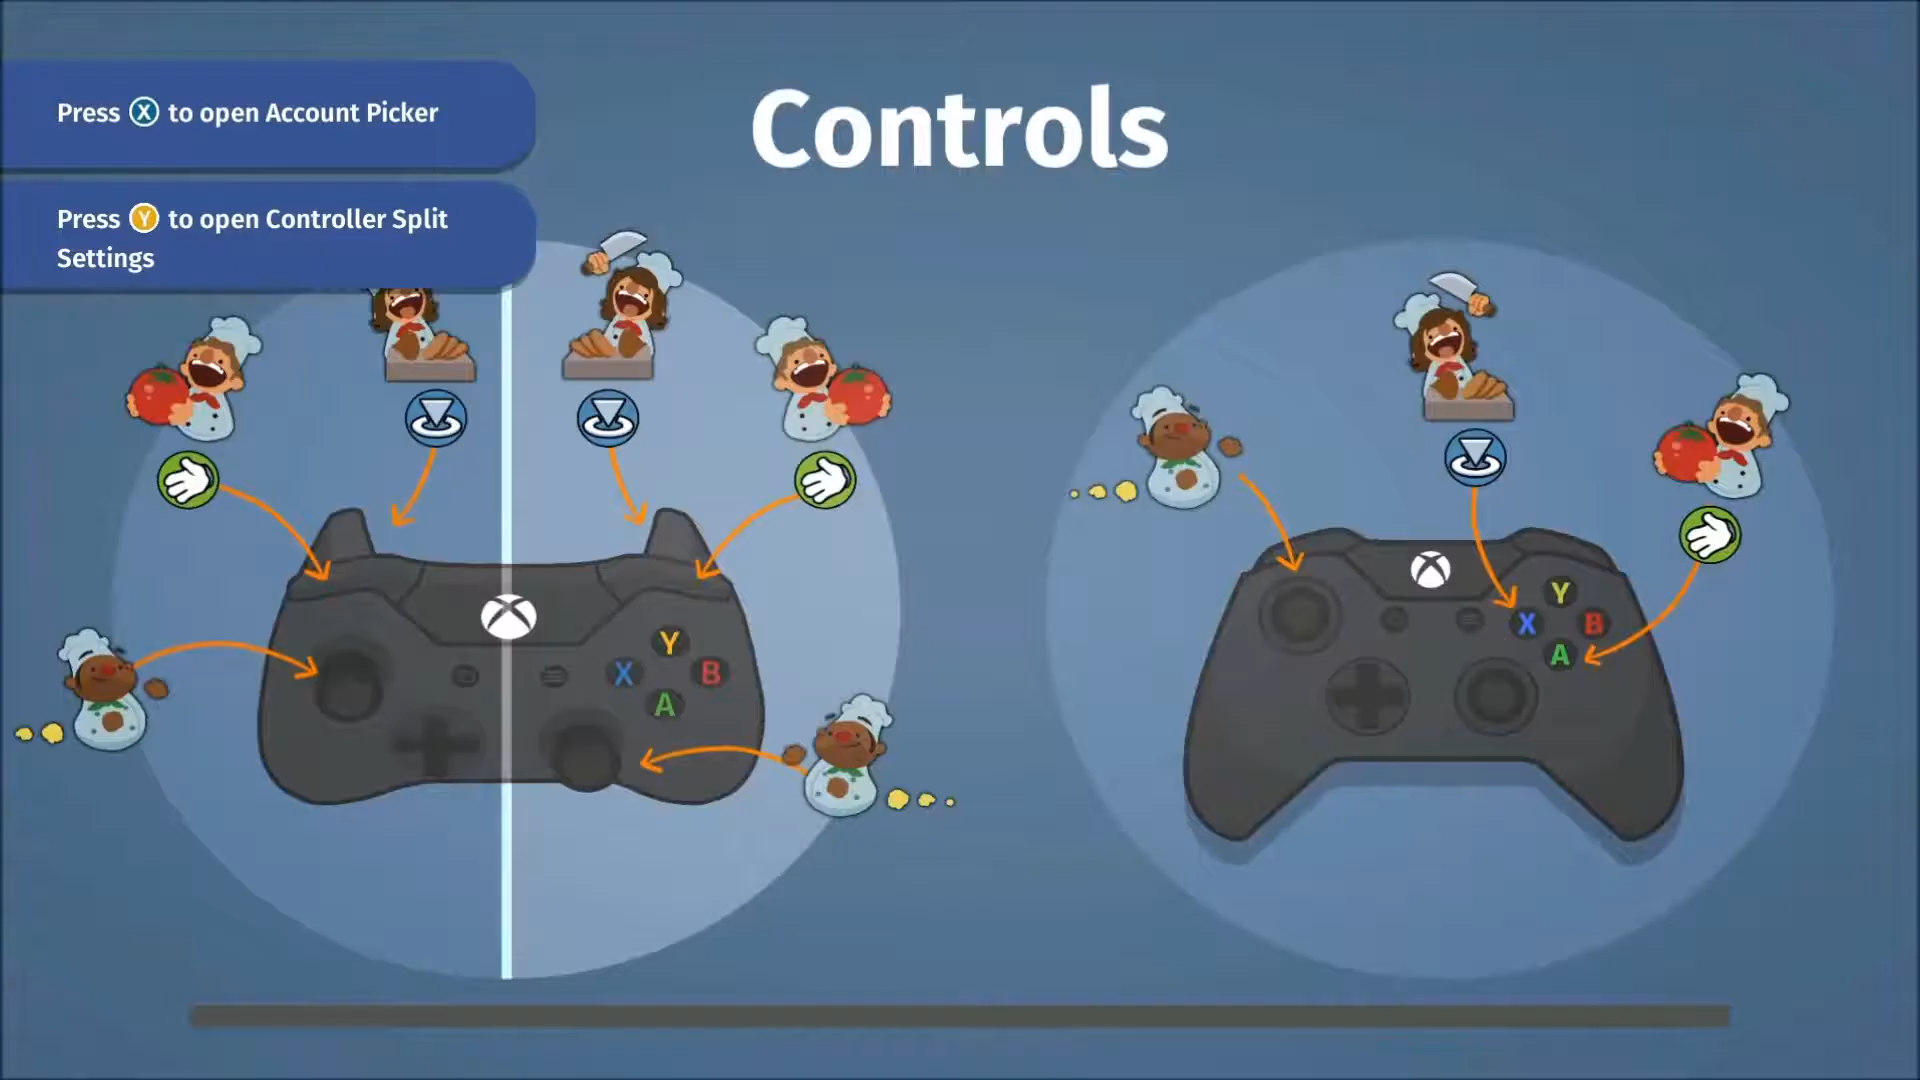 Press X to open Account Picker
Controls
Press Y to open Controller Split
Settings
Y
X
B
A
Y
X
B
A